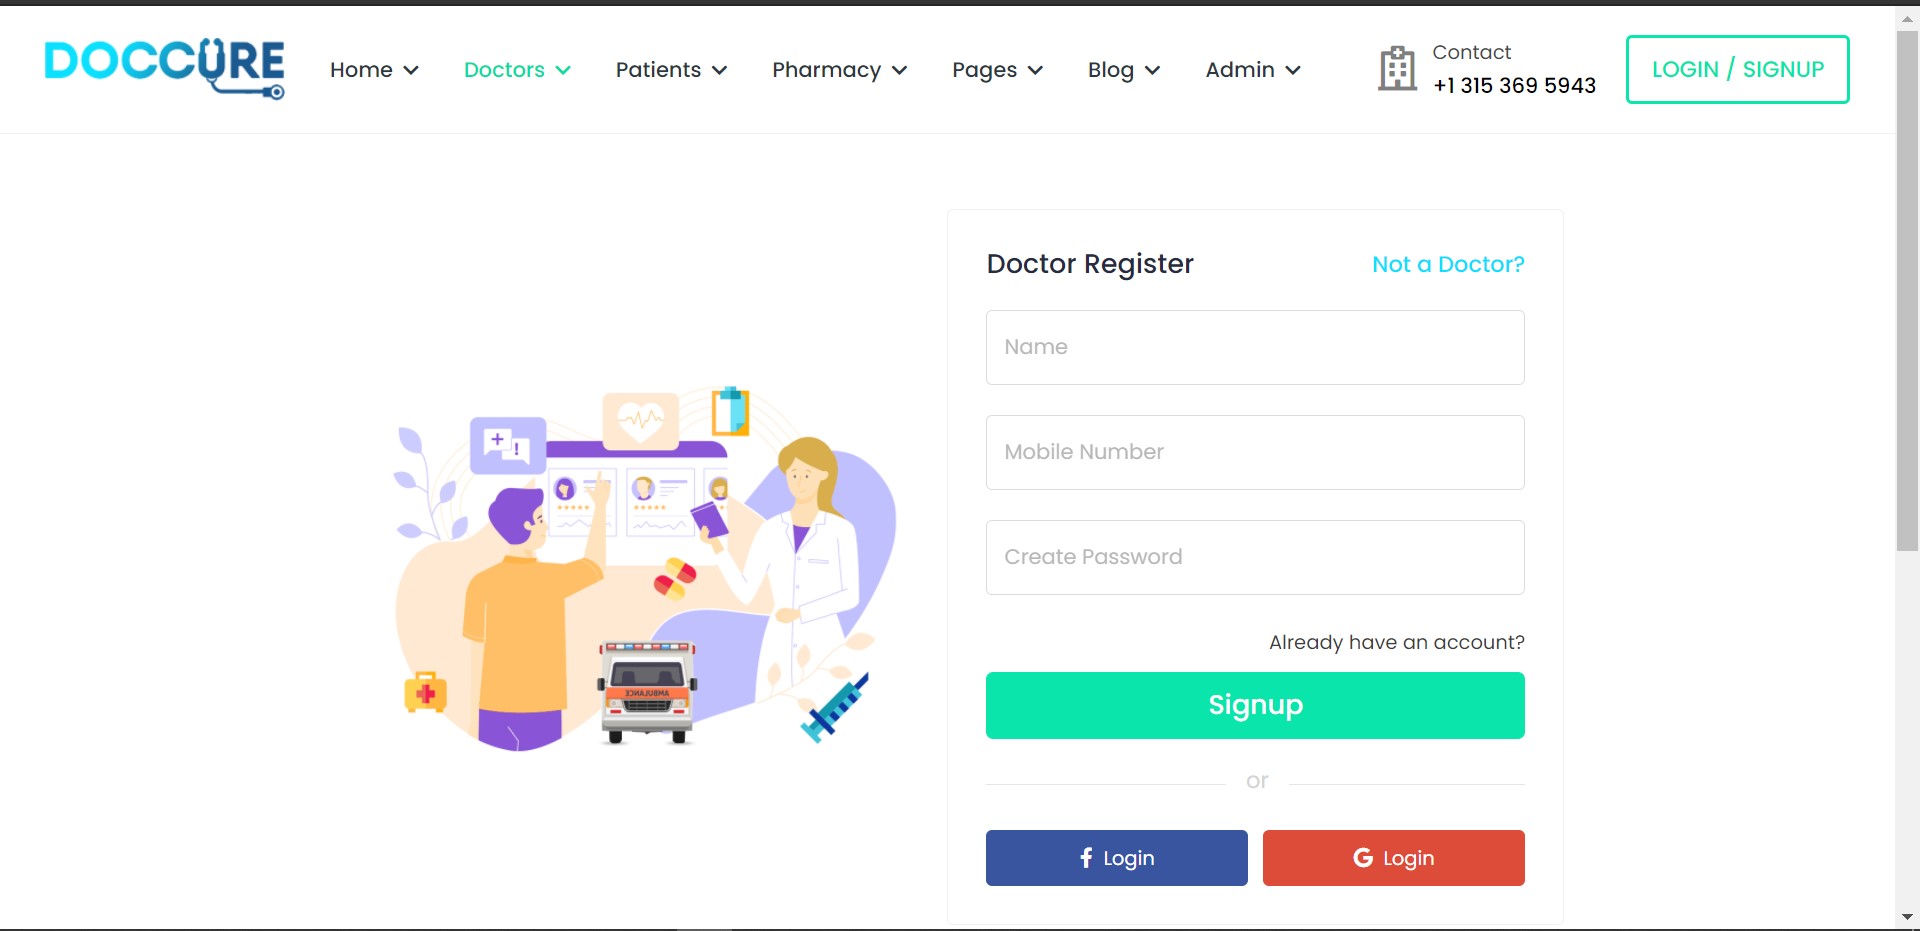 DOCCURE
Home Doctors Patients Pharmacy Pages Blog Admin
Contact
+1 315 369 5943
LOGIN / SIGNUP
Doctor Register
Not a Doctor?
Name
Mobile Number
Create Password
Already have an account?
Signup
or
Login
G Login
AMBULANCE